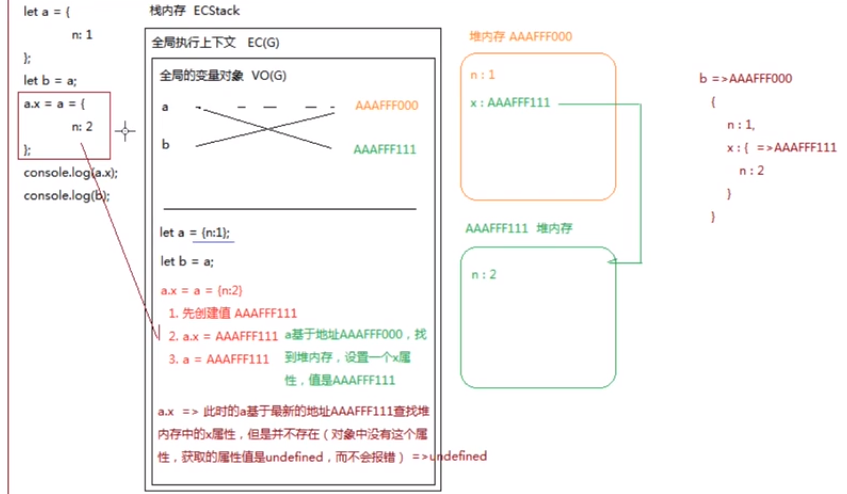 let a = {
n: 1
};
let b = a;
a.x = a = {
n: 2
};
console.log(a.x);
console.log(b);
栈内存 ECStack
全局执行上下文 EC(G)
全局的变量对象 VO(G)
a
AAAFFF000
b
AAAFFF111
let a = {n:1};
let b = a;
a.x = a = {n:2}
1. 先创建值 AAAFFF111
2. a.x = AAAFFF111
3. a = AAAFFF111
a基于地址AAAFFF000，找
到堆内存，设置一个x属
性，值是AAAFFF111
a.x => 此时的a基于最新的地址AAAFFF111查找堆
内存中的x属性，但是并不存在（对象中没有这个属
性，获取的属性值是undefined，而不会报错）=>undefined
堆内存 AAAFFF000
n : 1
x : AAAFFF111
AAAFFF111 堆内存
n : 2
b =>AAAFFF000
{
n : 1,
x : { =>AAAFFF111
n : 2
}
}